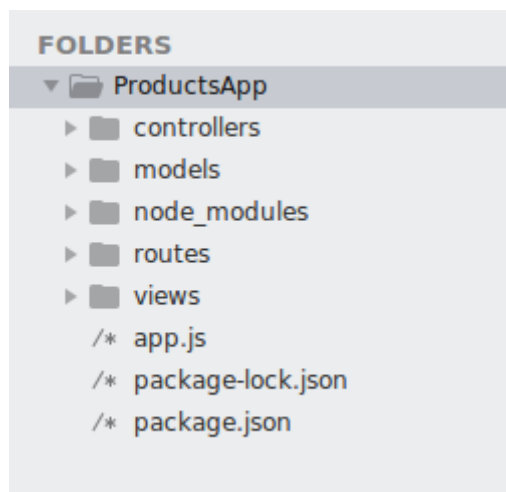 FOLDERS
ProductsApp
controllers
models
node_modules
routes
views
/* app.js
/* package-lock.json
/* package.json